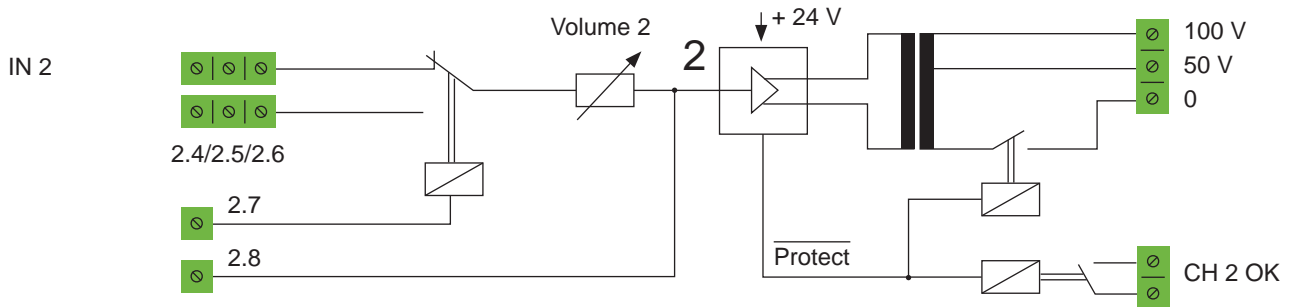 Volume 2
+ 24 V
IN 2
2
100 V
50 V
0
2.4/2.5/2.6
2.7
2.8
Protect
CH 2 OK